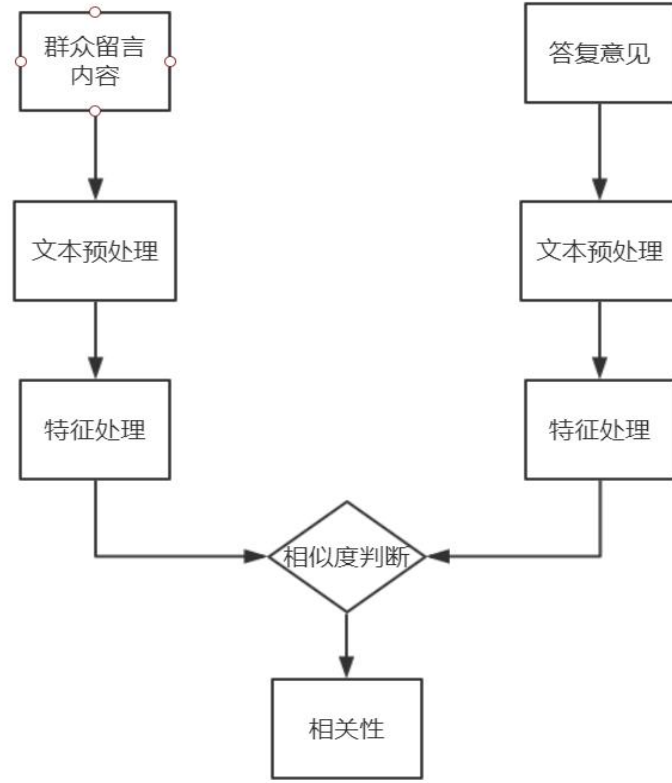 群众留言
内容
答复意见
文本预处理
文本预处理
特征处理
特征处理
相似度判断
相关性